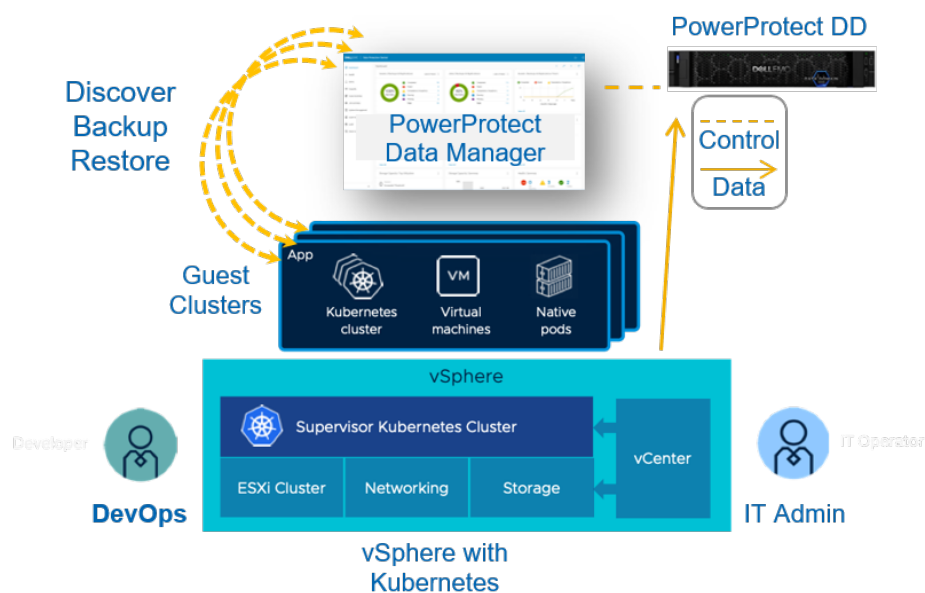 PowerProtect DD
DELLEMC
Discover
Backup
Restore
PowerProtect
Data Manager
Control
Data
App
Guest
Clusters
Kubernetes
cluster
VM
Virtual
machines
Native
pods
vSphere
Supervisor Kubernetes Cluster
vCenter
ESXi Cluster
Networking
Storage
Developer
DevOps
IT Operator
IT Admin
vSphere with
Kubernetes